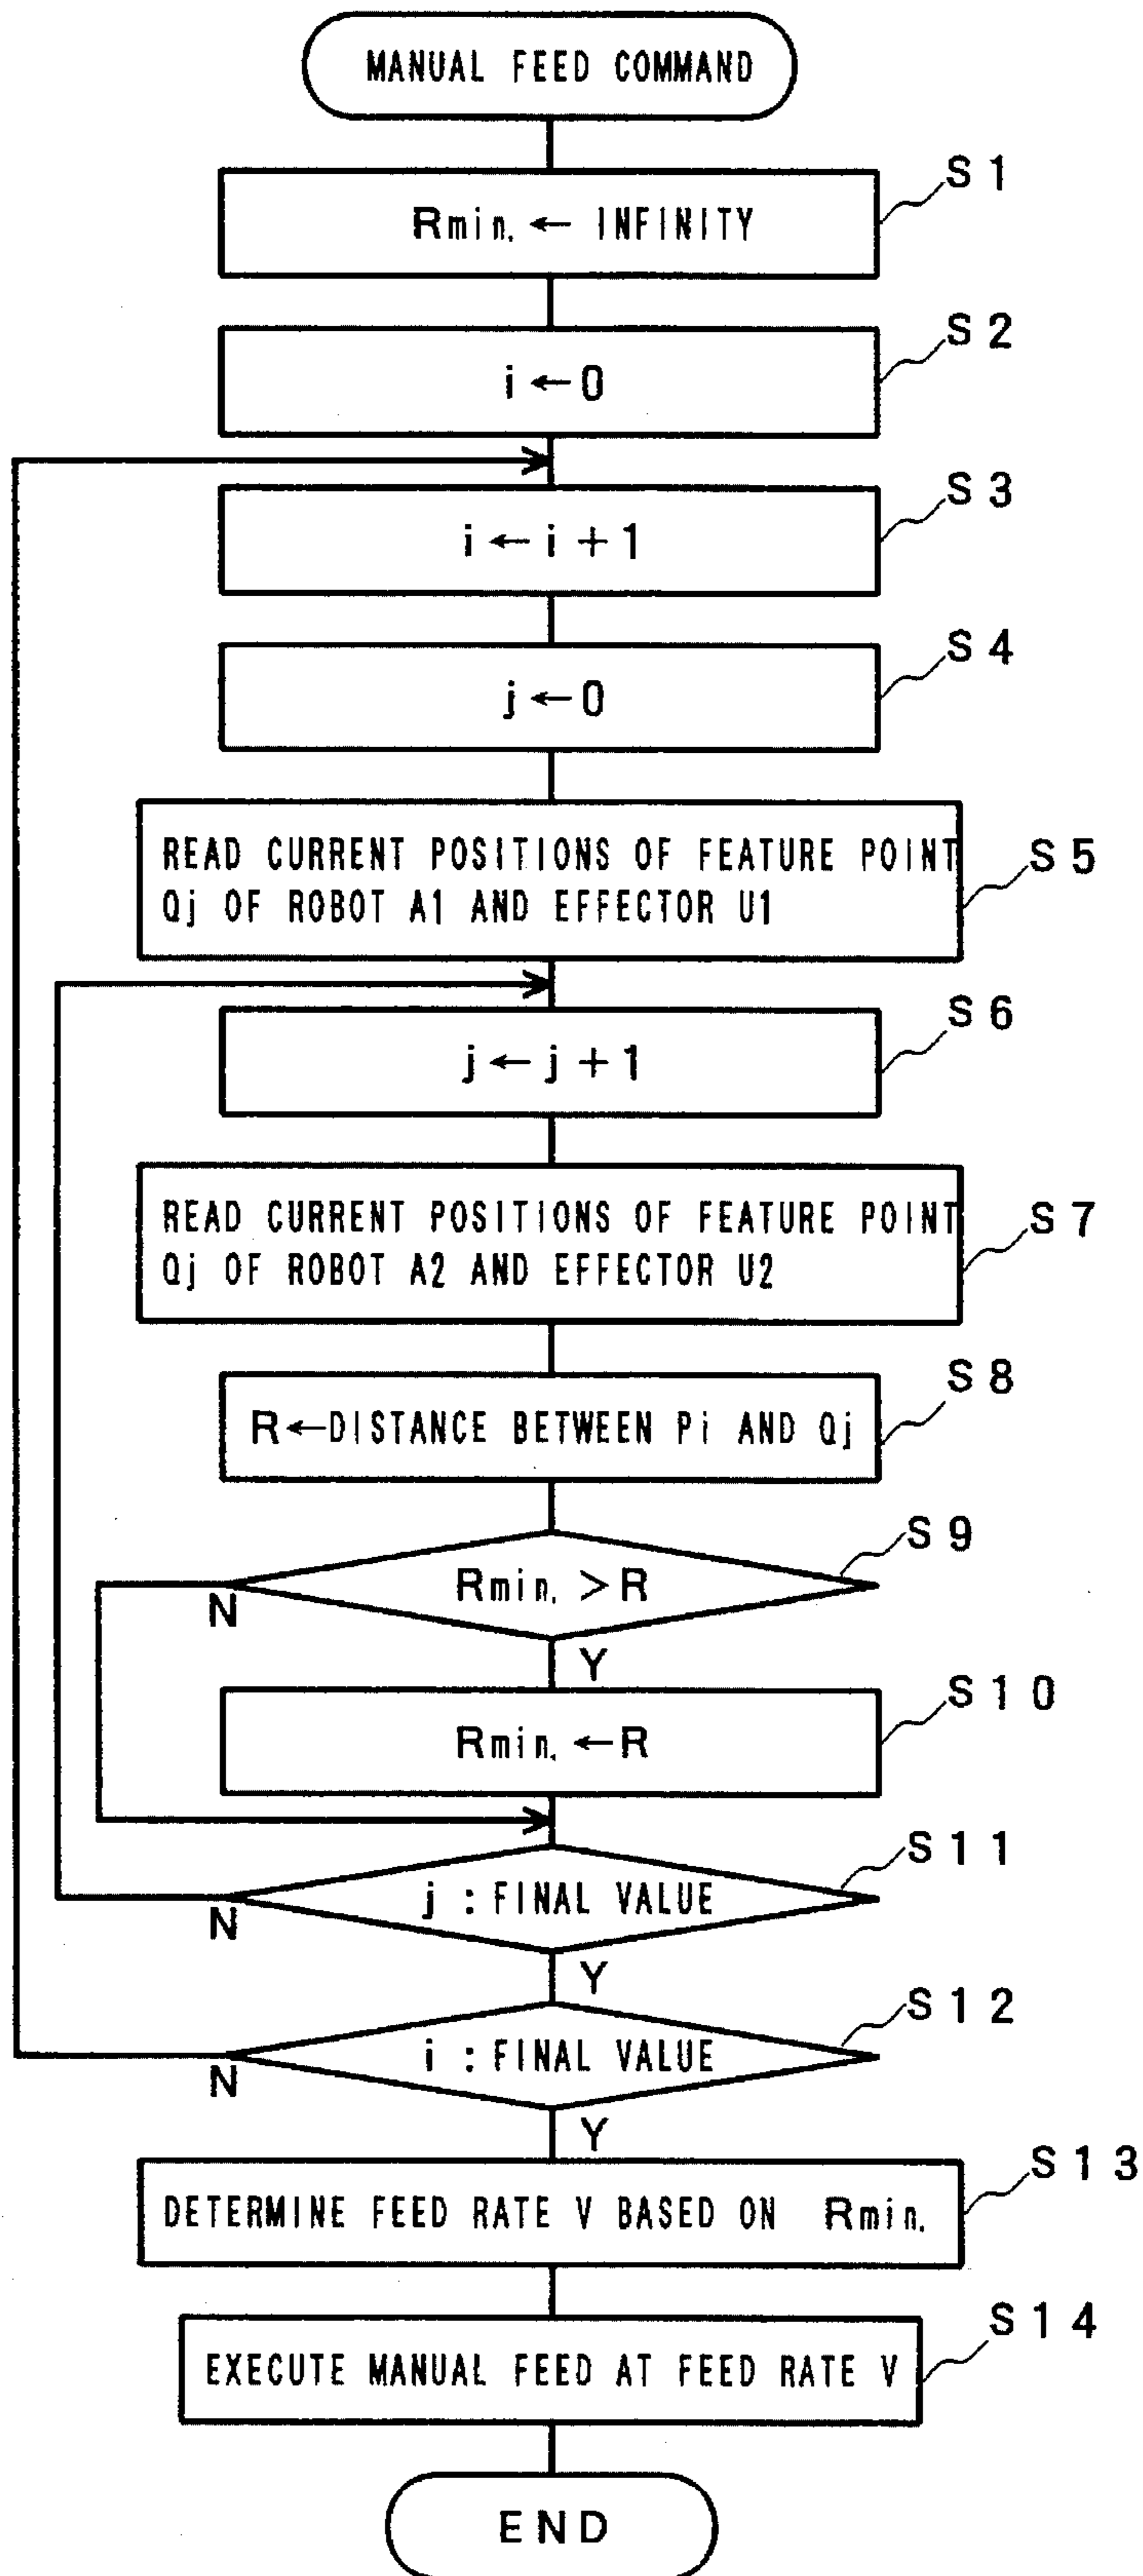 MANUAL FEED COMMAND
S1
Rmin. ← INFINITY
S2
i ← 0
S3
i ← i + 1
S4
j ← 0
S5
READ CURRENT POSITIONS OF FEATURE POINT
Qj OF ROBOT A1 AND EFFECTOR U1
S6
j ← j + 1
S7
READ CURRENT POSITIONS OF FEATURE POINT
Qj OF ROBOT A2 AND EFFECTOR U2
S8
R ← DISTANCE BETWEEN Pi AND Qj
S9
Rmin. > R
N
Y
S10
Rmin. ← R
S11
j : FINAL VALUE
N
Y
S12
i : FINAL VALUE
N
Y
S13
DETERMINE FEED RATE V BASED ON Rmin.
S14
EXECUTE MANUAL FEED AT FEED RATE V
END